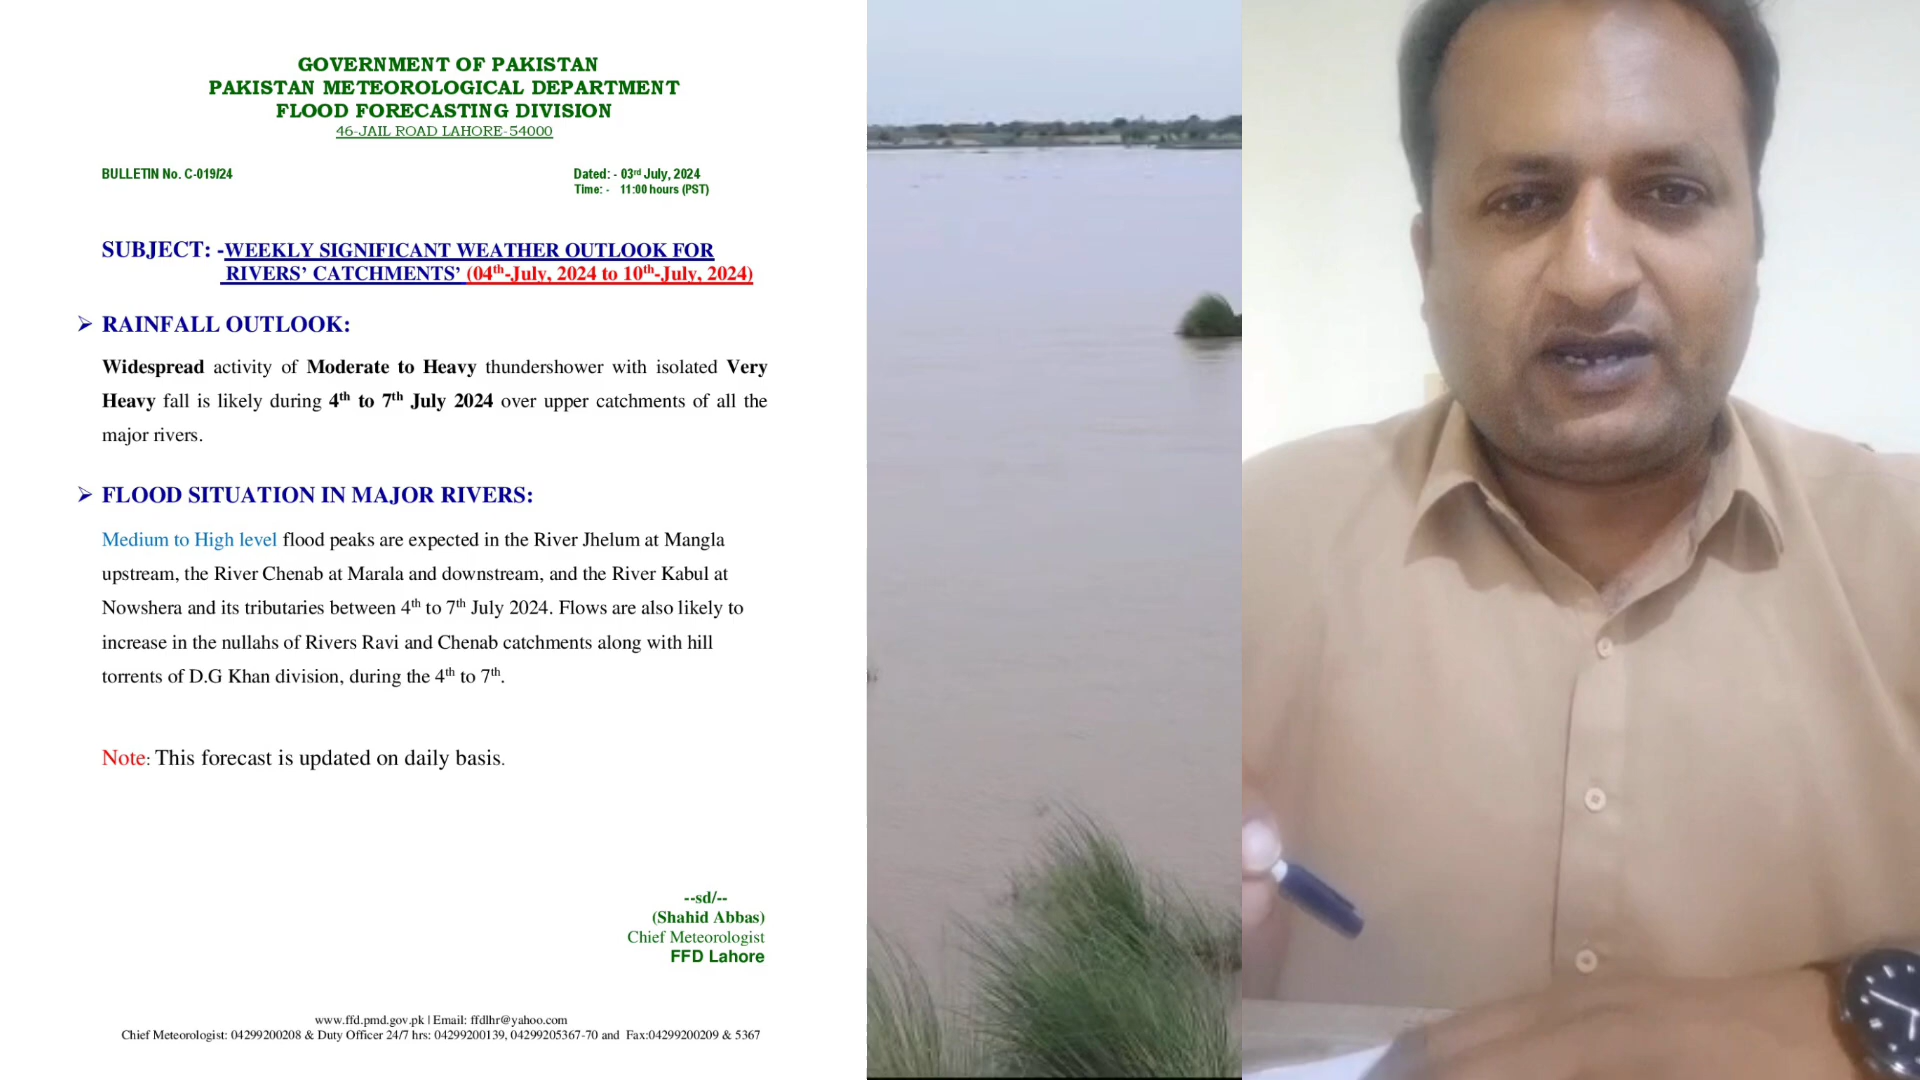 GOVERNMENT OF PAKISTAN
PAKISTAN METEOROLOGICAL DEPARTMENT
FLOOD FORECASTING DIVISION
46-JAIL ROAD LAHORE-54000
BULLETIN No. C-019/24
Dated: - 03rd July, 2024
Time: - 11:00 hours (PST)
SUBJECT: -WEEKLY SIGNIFICANT WEATHER OUTLOOK FOR
RIVERS’ CATCHMENTS’ (04th-July, 2024 to 10th-July, 2024)
➢ RAINFALL OUTLOOK:
Widespread activity of Moderate to Heavy thundershower with isolated Very
Heavy fall is likely during 4th to 7th July 2024 over upper catchments of all the
major rivers.
➢ FLOOD SITUATION IN MAJOR RIVERS:
Medium to High level flood peaks are expected in the River Jhelum at Mangla
upstream, the River Chenab at Marala and downstream, and the River Kabul at
Nowshera and its tributaries between 4th to 7th July 2024. Flows are also likely to
increase in the nullahs of Rivers Ravi and Chenab catchments along with hill
torrents of D.G Khan division, during the 4th to 7th.
Note: This forecast is updated on daily basis.
--sd/--
(Shahid Abbas)
Chief Meteorologist
FFD Lahore
www.ffd.pmd.gov.pk | Email: ffdlhr@yahoo.com
Chief Meteorologist: 04299200208 & Duty Officer 24/7 hrs: 04299200139, 04299205367-70 and Fax:04299200209 & 5367